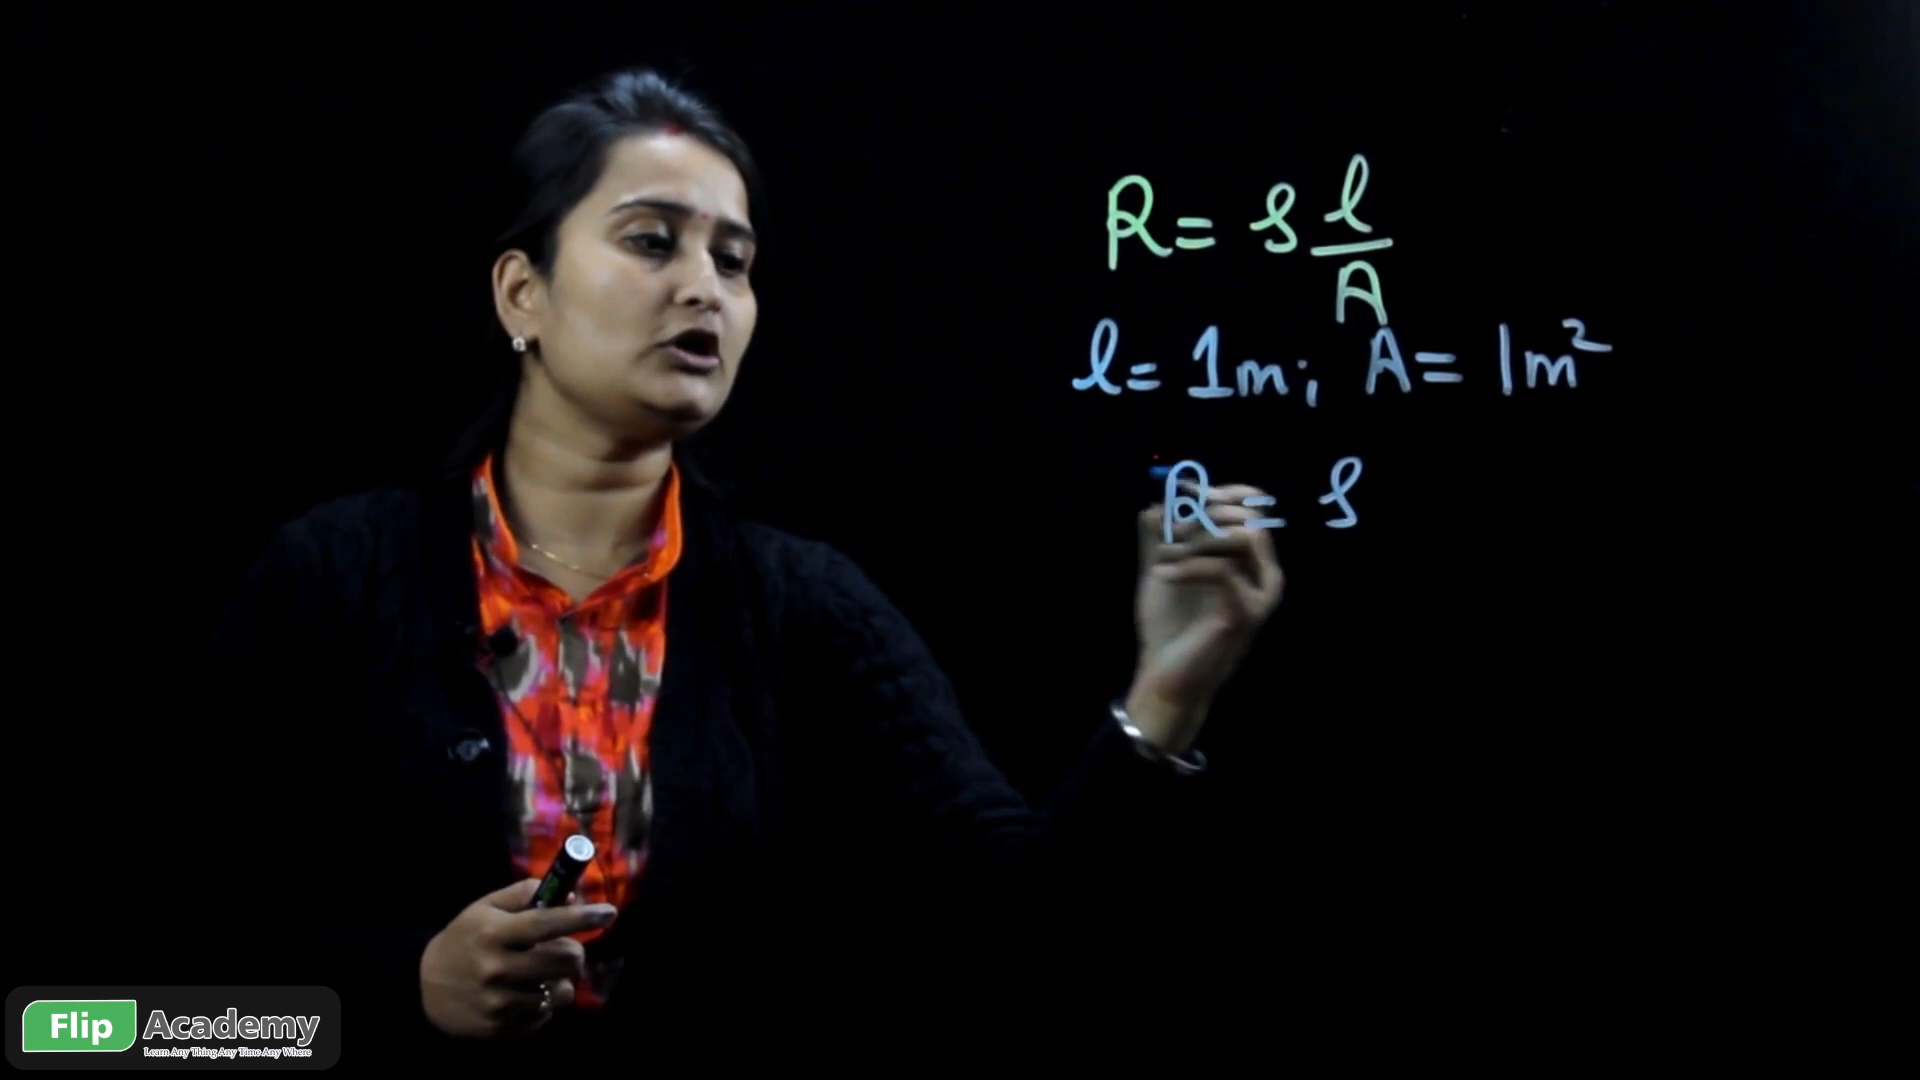 R = ρ l/A
l = 1m; A = 1m²
R = ρ
Flip Academy
Learn Any Thing Any Time Any Where